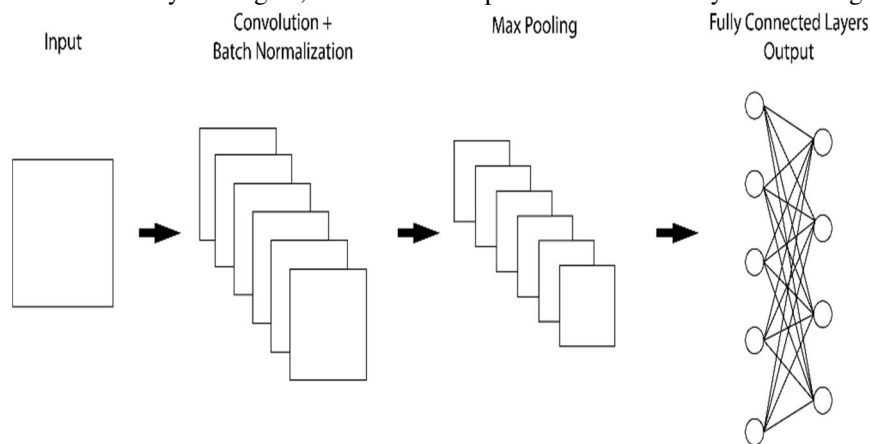 Input
Convolution +
Batch Normalization
Max Pooling
Fully Connected Layers
Output